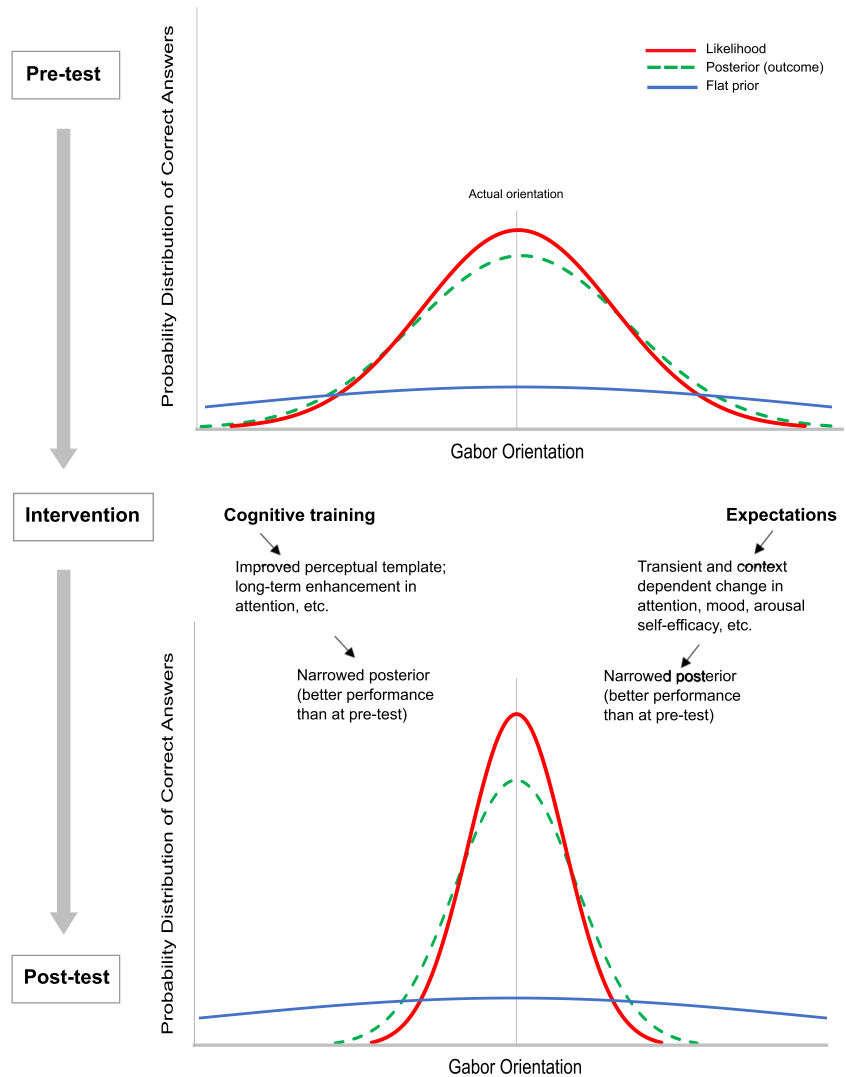 Pre-test
Probability Distribution of Correct Answers
Likelihood
Posterior (outcome)
Flat prior
Actual orientation
Gabor Orientation
Intervention
Cognitive training
Improved perceptual template;
long-term enhancement in
attention, etc.
Narrowed posterior
(better performance
than at pre-test)
Expectations
Transient and context
dependent change in
attention, mood, arousal
self-efficacy, etc.
Narrowed posterior
(better performance
than at pre-test)
Probability Distribution of Correct Answers
Post-test
Gabor Orientation